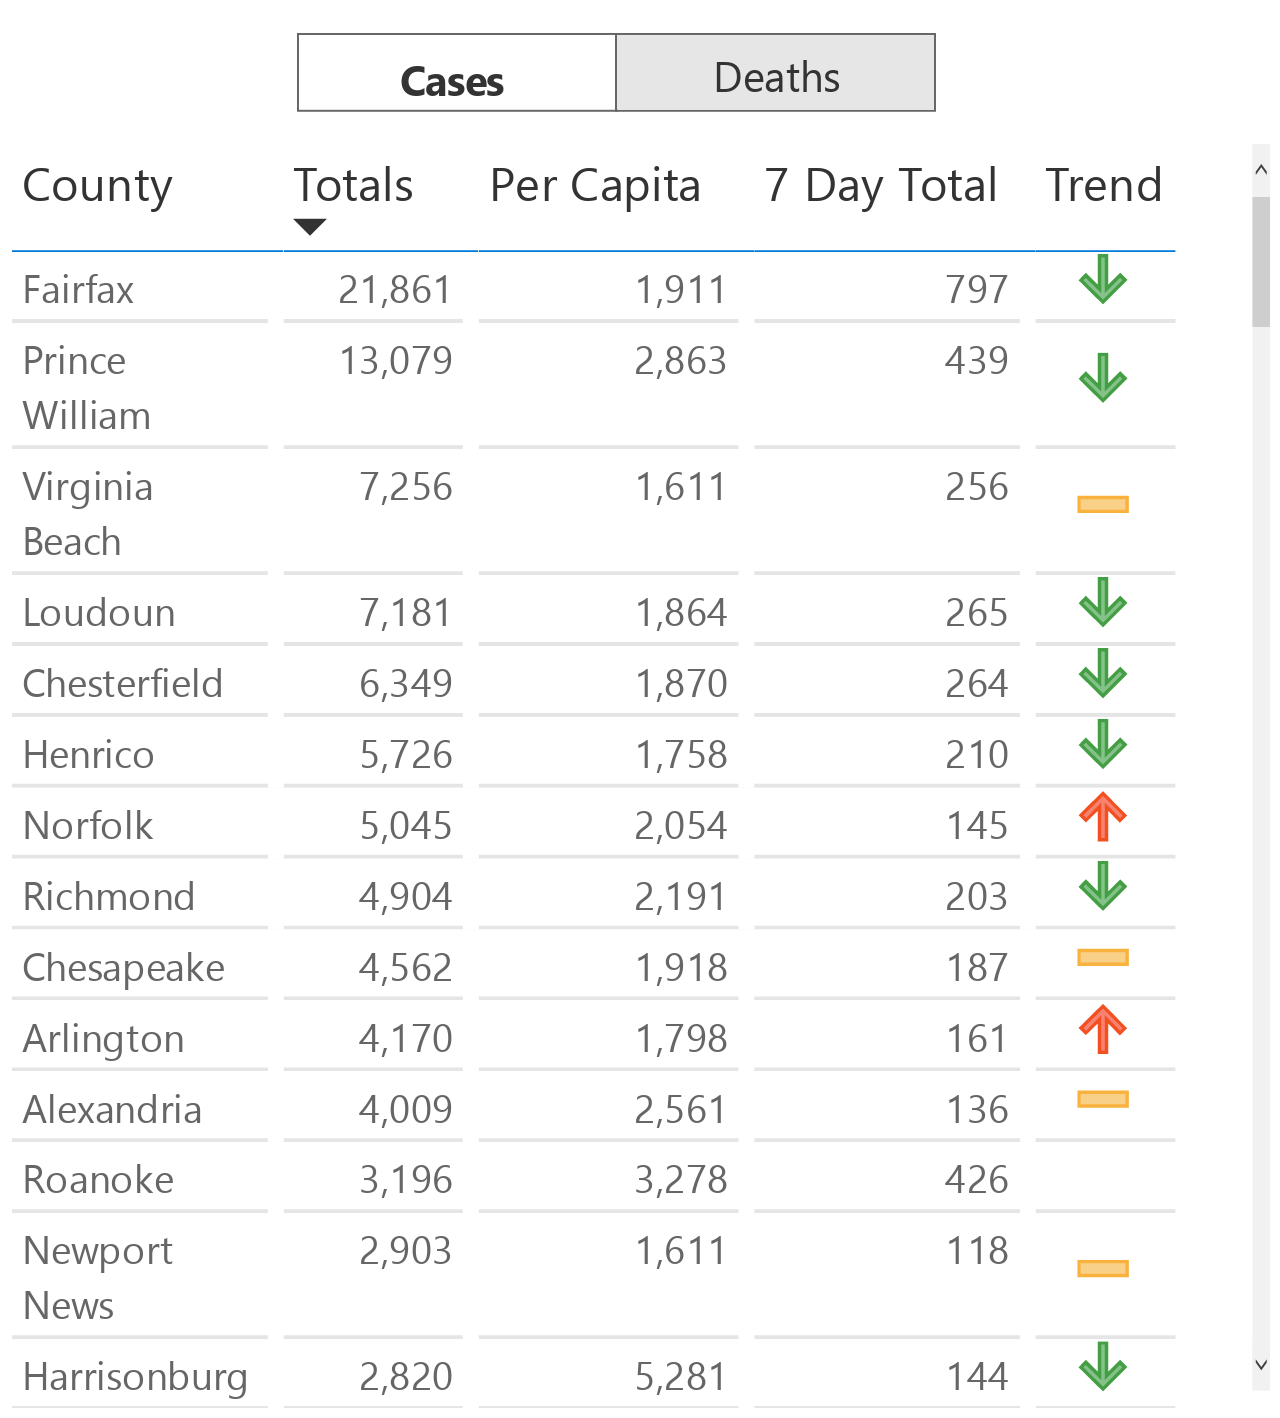 Cases Deaths
County Totals Per Capita 7 Day Total Trend
Fairfax 21,861 1,911 797
Prince 13,079 2,863 439
William
Virginia 7,256 1,611 256
Beach
Loudoun 7,181 1,864 265
Chesterfield 6,349 1,870 264
Henrico 5,726 1,758 210
Norfolk 5,045 2,054 145
Richmond 4,904 2,191 203
Chesapeake 4,562 1,918 187
Arlington 4,170 1,798 161
Alexandria 4,009 2,561 136
Roanoke 3,196 3,278 426
Newport 2,903 1,611 118
News
Harrisonburg 2,820 5,281 144